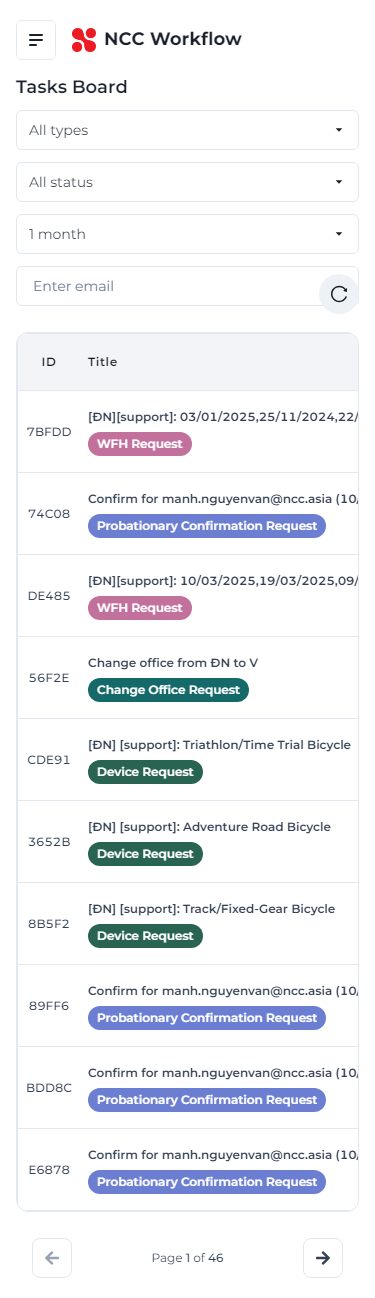 NCC Workflow
Tasks Board
All types
All status
1 month
Enter email
ID Title
7BFDD
[ĐN][support]: 03/01/2025,25/11/2024,22/
WFH Request
74C08
Confirm for manh.nguyenvan@ncc.asia (10/
Probationary Confirmation Request
DE485
[ĐN][support]: 10/03/2025,19/03/2025,09/
WFH Request
56F2E
Change office from ĐN to V
Change Office Request
CDE91
[ĐN] [support]: Triathlon/Time Trial Bicycle
Device Request
3652B
[ĐN] [support]: Adventure Road Bicycle
Device Request
8B5F2
[ĐN] [support]: Track/Fixed-Gear Bicycle
Device Request
89FF6
Confirm for manh.nguyenvan@ncc.asia (10/
Probationary Confirmation Request
BDD8C
Confirm for manh.nguyenvan@ncc.asia (10/
Probationary Confirmation Request
E6878
Confirm for manh.nguyenvan@ncc.asia (10/
Probationary Confirmation Request
Page 1 of 46